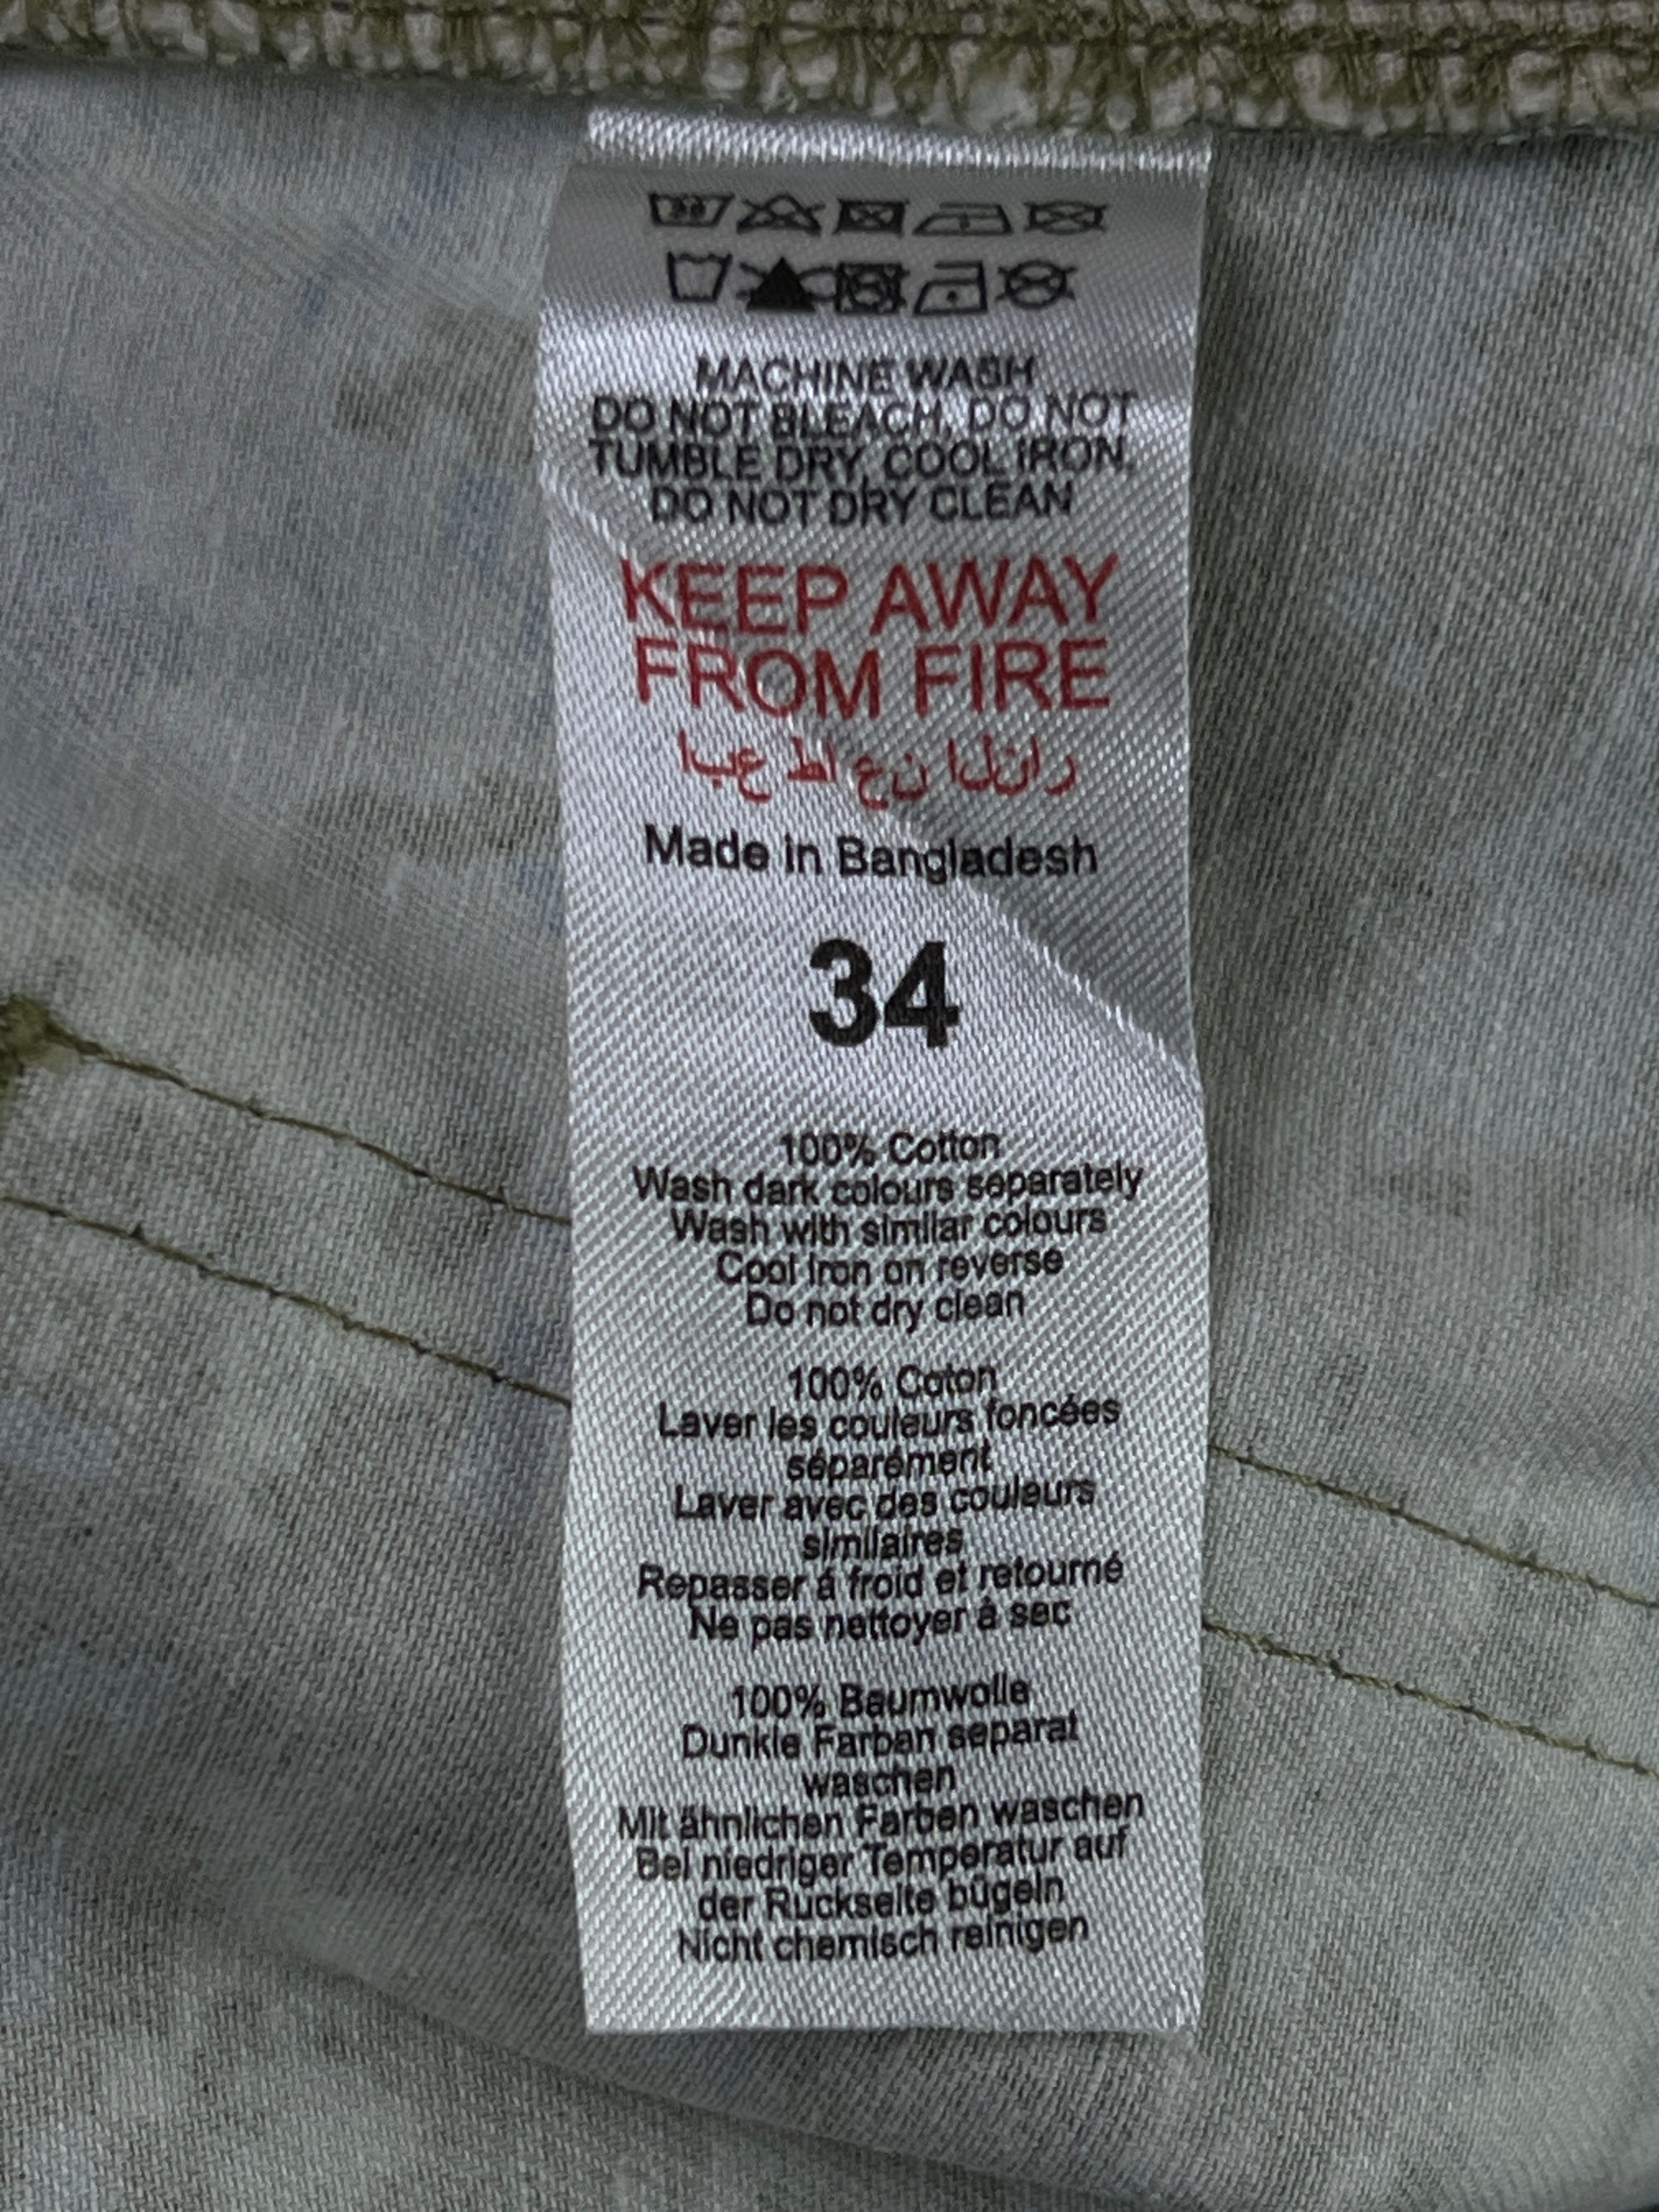 30
MACHINE WASH
DO NOT BLEACH, DO NOT
TUMBLE DRY, COOL IRON,
DO NOT DRY CLEAN
KEEP AWAY
FROM FIRE
ر ا ن ل ا ن ع ا ط ع ب ا
Made in Bangladesh
34
100% Cotton
Wash dark colours separately
Wash with similar colours
Cool iron on reverse
Do not dry clean
100% Coton
Laver les couleurs foncées
séparément
Laver avec des couleurs
similaires
Repasser á froid et retourné
Ne pas nettoyer à sec
100% Baumwolle
Dunkle Farban separat
waschen
Mit ähnlichen Farben waschen
Bei niedriger Temperatur auf
der Ruckseite bûgeln
Nicht chemisch reinigen